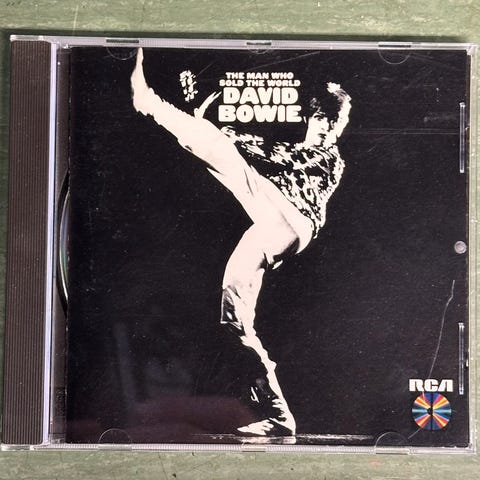 THE MAN WHO
SOLD THE WORLD
DAVID
BOWIE
RCA